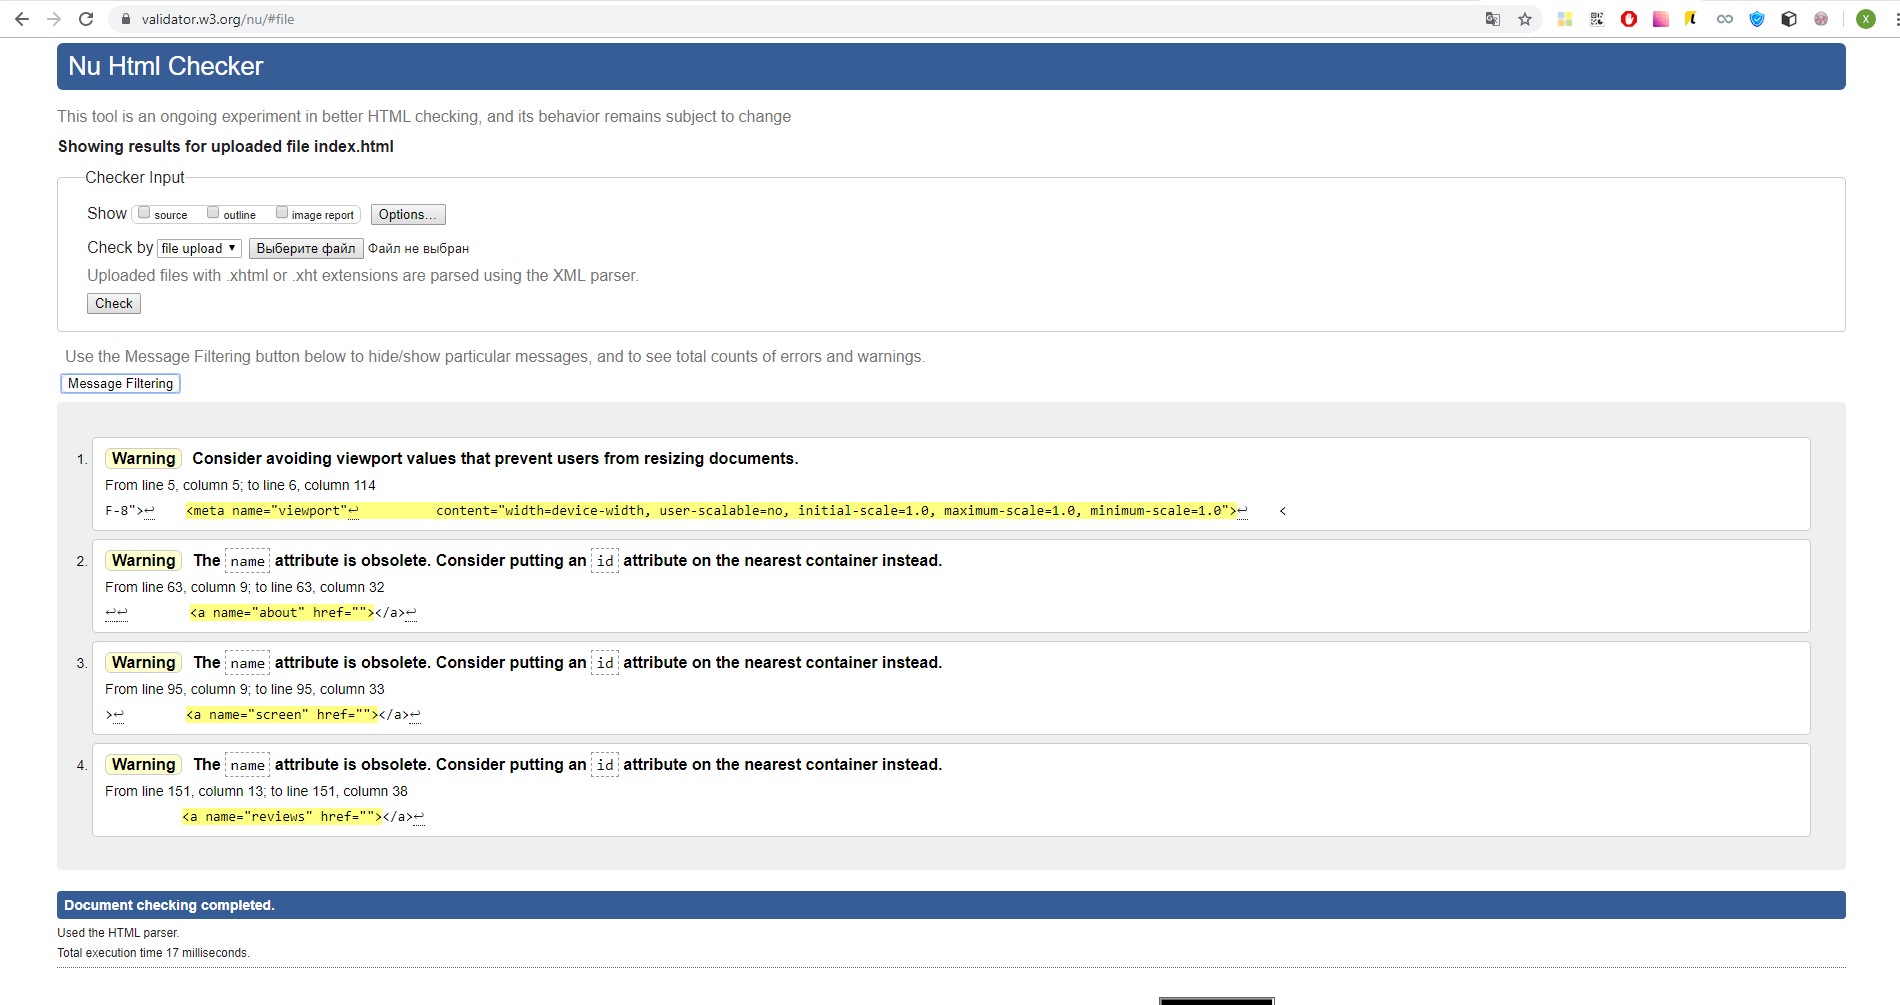 validator.w3.org/nu/#file
X
Nu Html Checker
This tool is an ongoing experiment in better HTML checking, and its behavior remains subject to change
Showing results for uploaded file index.html
Checker Input
Show source outline image report Options...
Check by file upload Выберите файл Файл не выбран
Uploaded files with .xhtml or .xht extensions are parsed using the XML parser.
Check
Use the Message Filtering button below to hide/show particular messages, and to see total counts of errors and warnings.
Message Filtering
1. Warning Consider avoiding viewport values that prevent users from resizing documents.
From line 5, column 5; to line 6, column 114
F-8">↩ <meta name="viewport"↩ content="width=device-width, user-scalable=no, initial-scale=1.0, maximum-scale=1.0, minimum-scale=1.0">↩ <
2. Warning The name attribute is obsolete. Consider putting an id attribute on the nearest container instead.
From line 63, column 9; to line 63, column 32
↩↩ <a name="about" href=""></a>↩
3. Warning The name attribute is obsolete. Consider putting an id attribute on the nearest container instead.
From line 95, column 9; to line 95, column 33
>↩ <a name="screen" href=""></a>↩
4. Warning The name attribute is obsolete. Consider putting an id attribute on the nearest container instead.
From line 151, column 13; to line 151, column 38
<a name="reviews" href=""></a>↩
Document checking completed.
Used the HTML parser.
Total execution time 17 milliseconds.